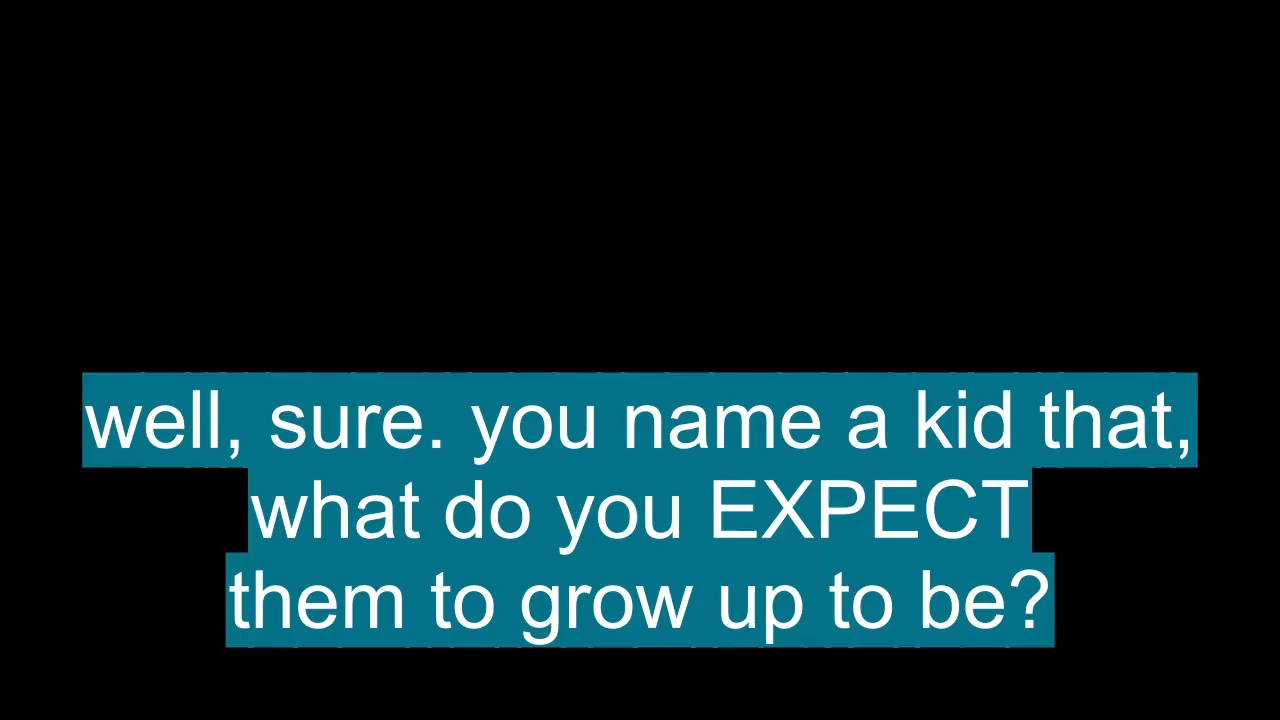 well, sure. you name a kid that,
what do you EXPECT
them to grow up to be?